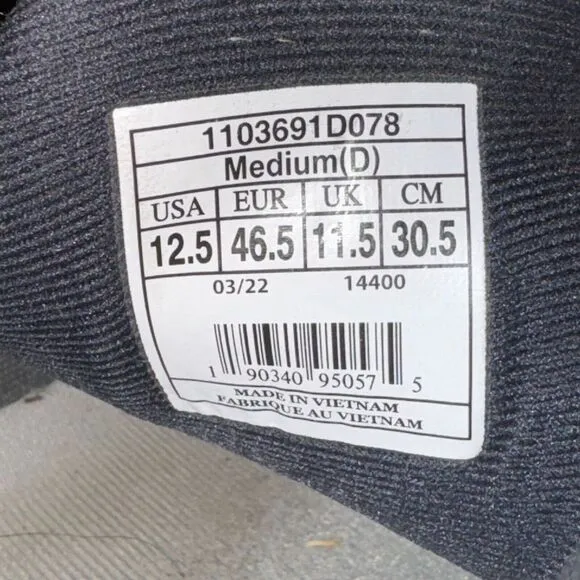 1103691D078
Medium(D)
USA EUR UK CM
12.5 46.5 11.5 30.5
03/22 14400
1 90340 95057 5
MADE IN VIETNAM
FABRIQUE AU VIETNAM